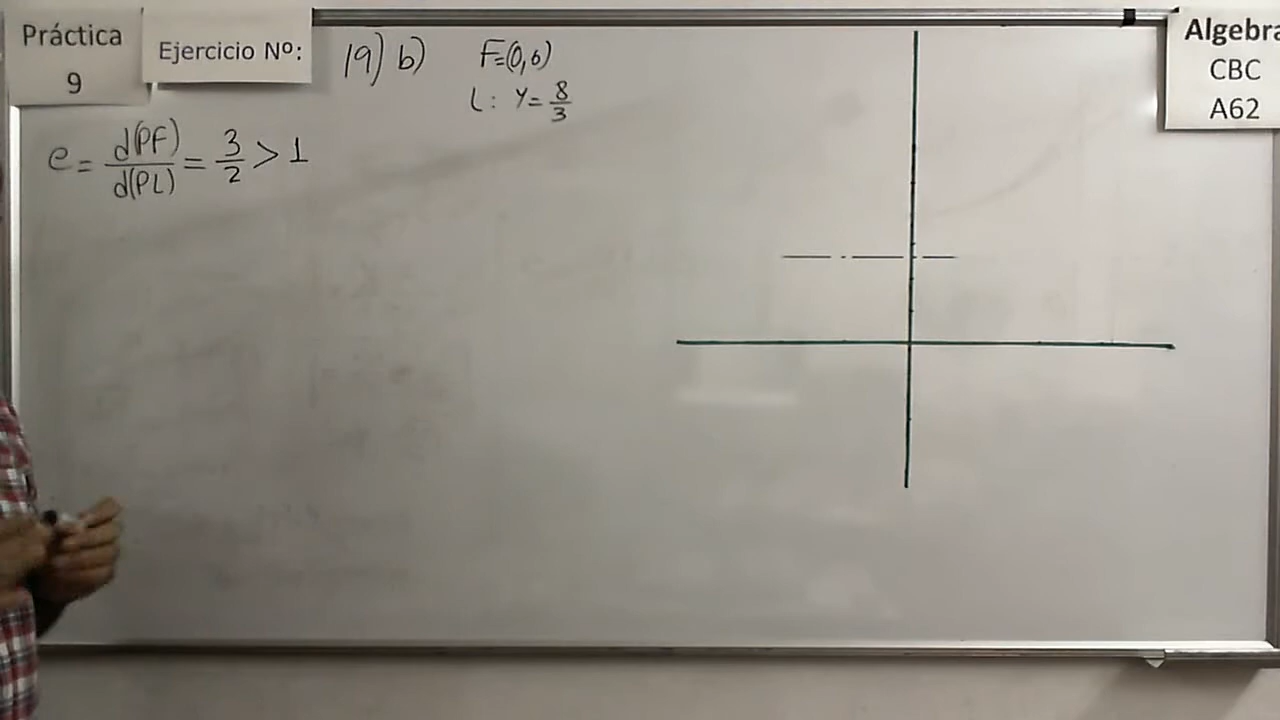 Práctica
9
Ejercicio Nº:
19) b)
F=(0,6)
L: y=8/3
e = d(PF)/d(PL) = 3/2 > 1
Algebra
CBC
A62